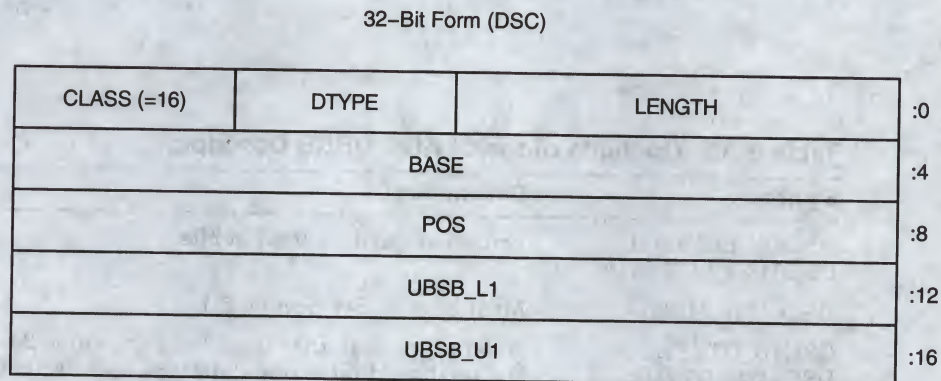 32–Bit Form (DSC)
CLASS (=16) DTYPE LENGTH :0
BASE :4
POS :8
UBSB_L1 :12
UBSB_U1 :16